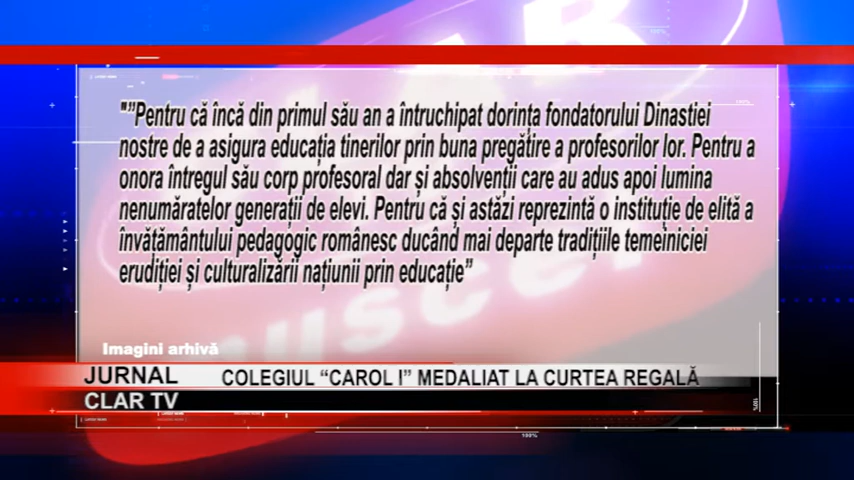 "”Pentru că încă din primul său an a întruchipat dorința fondatorului Dinastiei
nostre de a asigura educația tinerilor prin buna pregătire a profesorilor lor. Pentru a
onora întregul său corp profesoral dar și absolvenții care au adus apoi lumina
nenumăratelor generații de elevi. Pentru că și astăzi reprezintă o instituție de elită a
învățământului pedagogic românesc ducând mai departe tradițiile temeiniciei
erudiției și culturalizării națiunii prin educație”
Imagini arhivă
JURNAL
COLEGIUL “CAROL I” MEDALIAT LA CURTEA REGALĂ
CLAR TV
100%
100%